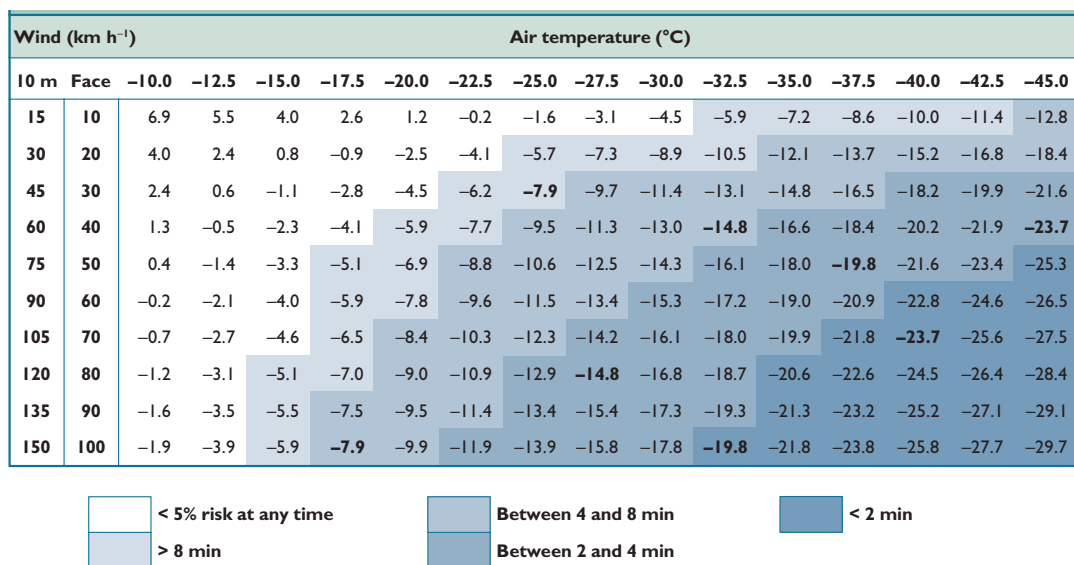 Wind (km h⁻¹) Air temperature (°C)
10 m Face –10.0 –12.5 –15.0 –17.5 –20.0 –22.5 –25.0 –27.5 –30.0 –32.5 –35.0 –37.5 –40.0 –42.5 –45.0
15 10 6.9 5.5 4.0 2.6 1.2 –0.2 –1.6 –3.1 –4.5 –5.9 –7.2 –8.6 –10.0 –11.4 –12.8
30 20 4.0 2.4 0.8 –0.9 –2.5 –4.1 –5.7 –7.3 –8.9 –10.5 –12.1 –13.7 –15.2 –16.8 –18.4
45 30 2.4 0.6 –1.1 –2.8 –4.5 –6.2 –7.9 –9.7 –11.4 –13.1 –14.8 –16.5 –18.2 –19.9 –21.6
60 40 1.3 –0.5 –2.3 –4.1 –5.9 –7.7 –9.5 –11.3 –13.0 –14.8 –16.6 –18.4 –20.2 –21.9 –23.7
75 50 0.4 –1.4 –3.3 –5.1 –6.9 –8.8 –10.6 –12.5 –14.3 –16.1 –18.0 –19.8 –21.6 –23.4 –25.3
90 60 –0.2 –2.1 –4.0 –5.9 –7.8 –9.6 –11.5 –13.4 –15.3 –17.2 –19.0 –20.9 –22.8 –24.6 –26.5
105 70 –0.7 –2.7 –4.6 –6.5 –8.4 –10.3 –12.3 –14.2 –16.1 –18.0 –19.9 –21.8 –23.7 –25.6 –27.5
120 80 –1.2 –3.1 –5.1 –7.0 –9.0 –10.9 –12.9 –14.8 –16.8 –18.7 –20.6 –22.6 –24.5 –26.4 –28.4
135 90 –1.6 –3.5 –5.5 –7.5 –9.5 –11.4 –13.4 –15.4 –17.3 –19.3 –21.3 –23.2 –25.2 –27.1 –29.1
150 100 –1.9 –3.9 –5.9 –7.9 –9.9 –11.9 –13.9 –15.8 –17.8 –19.8 –21.8 –23.8 –25.8 –27.7 –29.7
< 5% risk at any time Between 4 and 8 min < 2 min
> 8 min Between 2 and 4 min